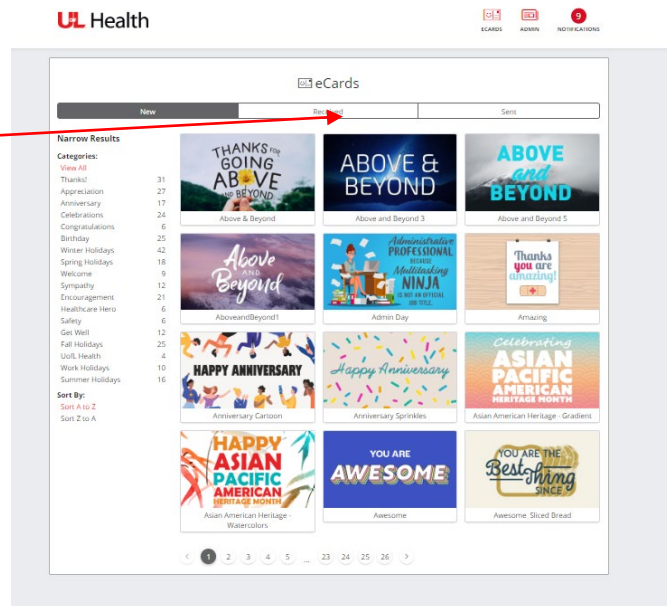 UL Health
ECARDS ADMIN 9 NOTIFICATIONS
eCards
New Received Sent
Narrow Results
Categories:
View All
Thanks! 31
Appreciation 27
Anniversary 17
Celebrations 24
Congratulations 6
Birthday 25
Winter Holidays 42
Spring Holidays 18
Welcome 9
Sympathy 12
Encouragement 21
Healthcare Hero 6
Safety 6
Get Well 12
Fall Holidays 25
UofL Health 4
Work Holidays 10
Summer Holidays 16
Sort By:
Sort A to Z
Sort Z to A
THANKS FOR
GOING
ABOVE
AND BEYOND
Above & Beyond
ABOVE &
BEYOND
Above and Beyond 3
ABOVE
and
BEYOND
Above and Beyond 5
Above
AND
Beyond
AboveandBeyond1
Administrative
PROFESSIONAL
BECAUSE
Multitasking
NINJA
IS NOT AN OFFICIAL
JOB TITLE.
Admin Day
Thanks
you are
amazing!
Amazing
HAPPY ANNIVERSARY
Anniversary Cartoon
Happy Anniversary
Anniversary Sprinkles
Celebrating
ASIAN
PACIFIC
AMERICAN
HERITAGE MONTH
Asian American Heritage - Gradient
HAPPY
ASIAN
PACIFIC
AMERICAN
HERITAGE MONTH
Asian American Heritage -
Watercolors
YOU ARE
AWESOME
Awesome
YOU ARE THE
Best thing
SINCE
Awesome Sliced Bread
< 1 2 3 4 5 ... 23 24 25 26 >